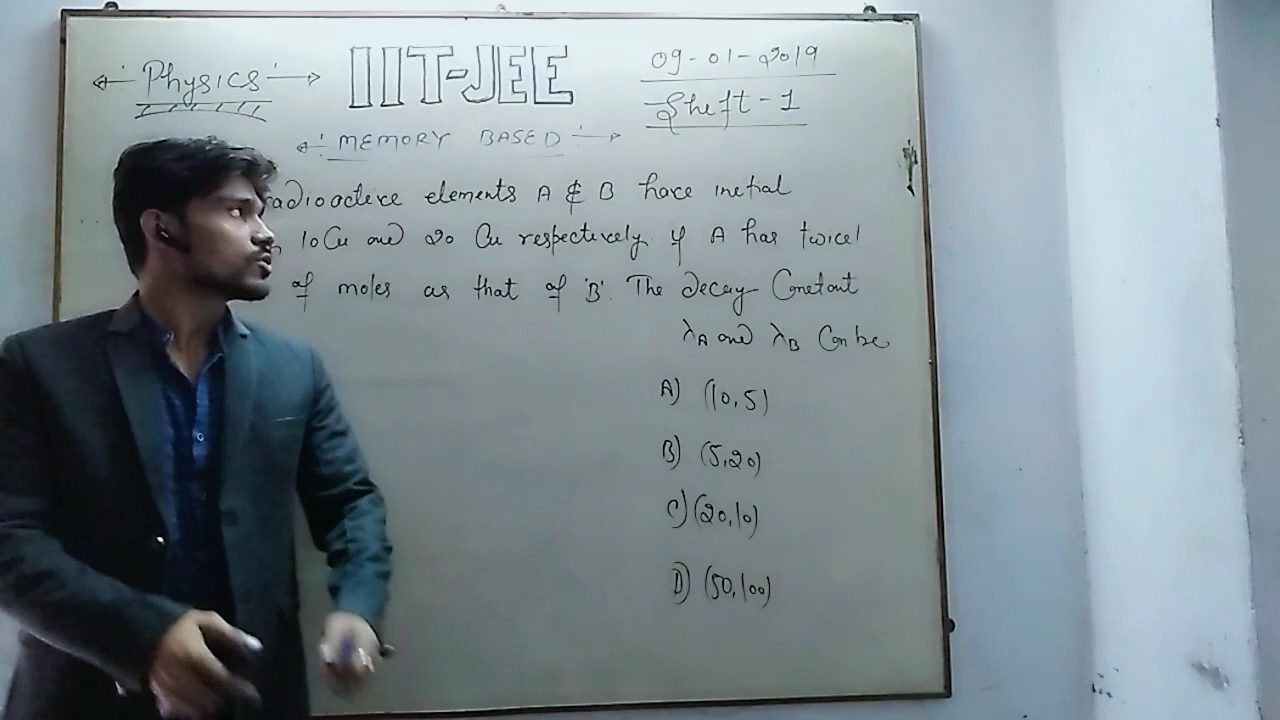 Physics
IIT-JEE
09-01-2019
Shift-1
MEMORY BASED
radioactive elements A & B have initial
10 Cu and 20 Cu respectively. if A has twice
of moles as that of 'B'. The decay Constant
λA and λB Can be
A) (10,5)
B) (5,20)
C) (20,10)
D) (50,100)